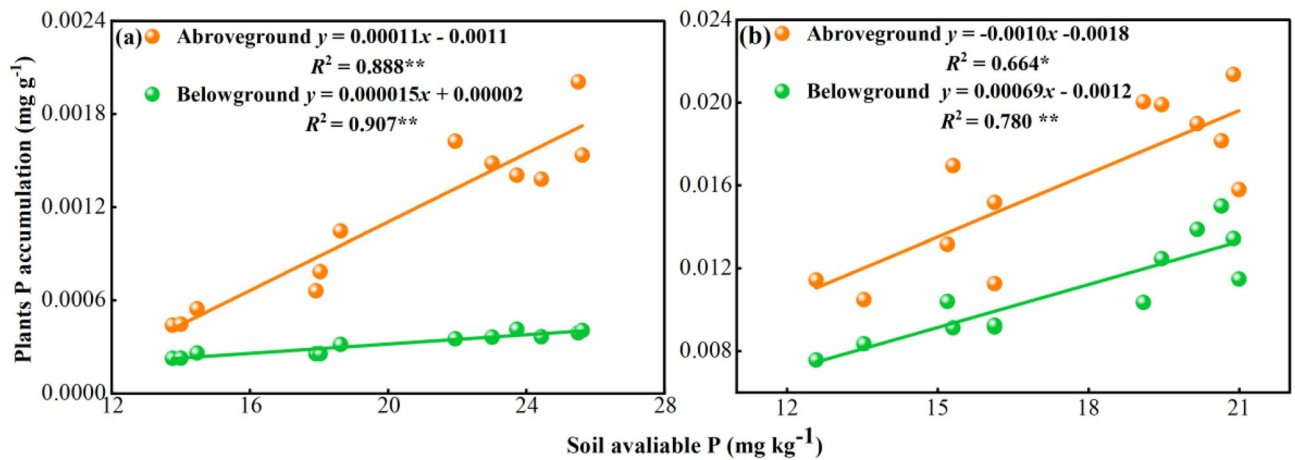 Plants P accumulation (mg g-1)
0.0024
0.0018
0.0012
0.0006
0.0000
(a)
Abroveground y = 0.00011x - 0.0011
R2 = 0.888**
Belowground y = 0.000015x + 0.00002
R2 = 0.907**
12 16 20 24 28
0.024
0.020
0.016
0.012
0.008
(b)
Abroveground y = -0.0010x -0.0018
R2 = 0.664*
Belowground y = 0.00069x - 0.0012
R2 = 0.780 **
12 15 18 21
Soil avaliable P (mg kg-1)